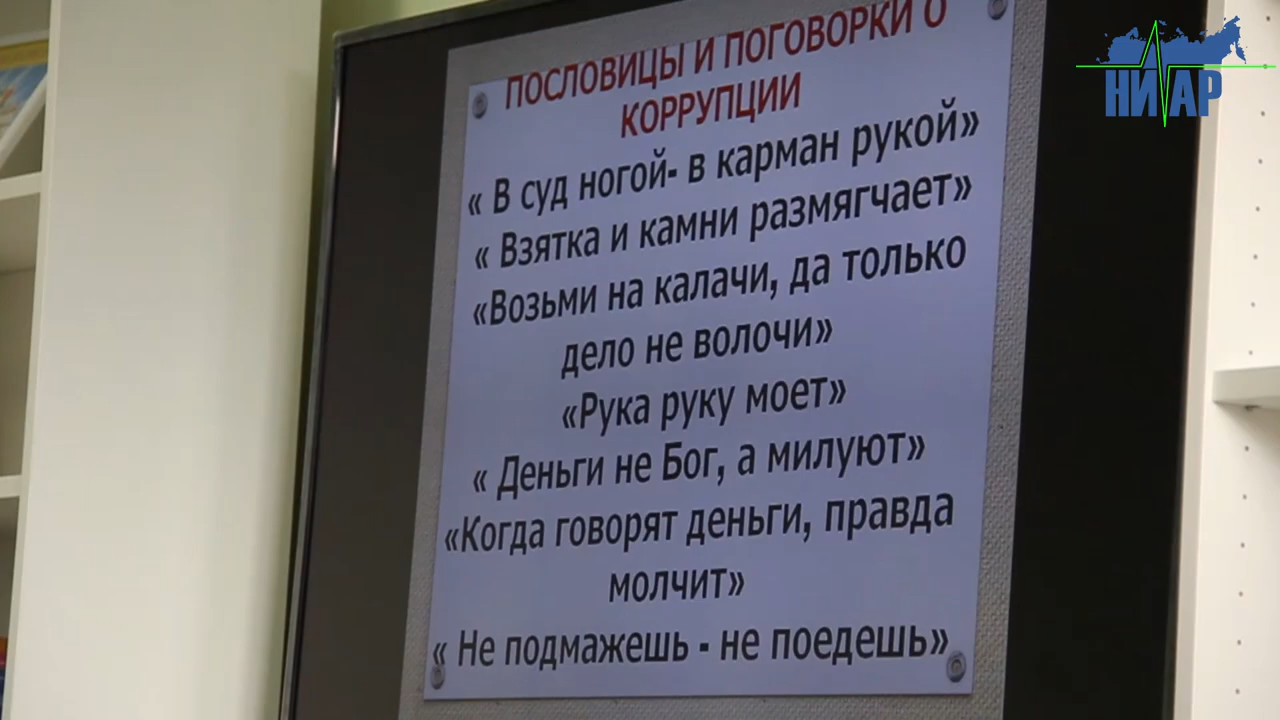 ПОСЛОВИЦЫ И ПОГОВОРКИ О
КОРРУПЦИИ
« В суд ногой- в карман рукой»
« Взятка и камни размягчает»
«Возьми на калачи, да только
дело не волочи»
«Рука руку моет»
« Деньги не Бог, а милуют»
«Когда говорят деньги, правда
молчит»
« Не подмажешь - не поедешь»
НИАР